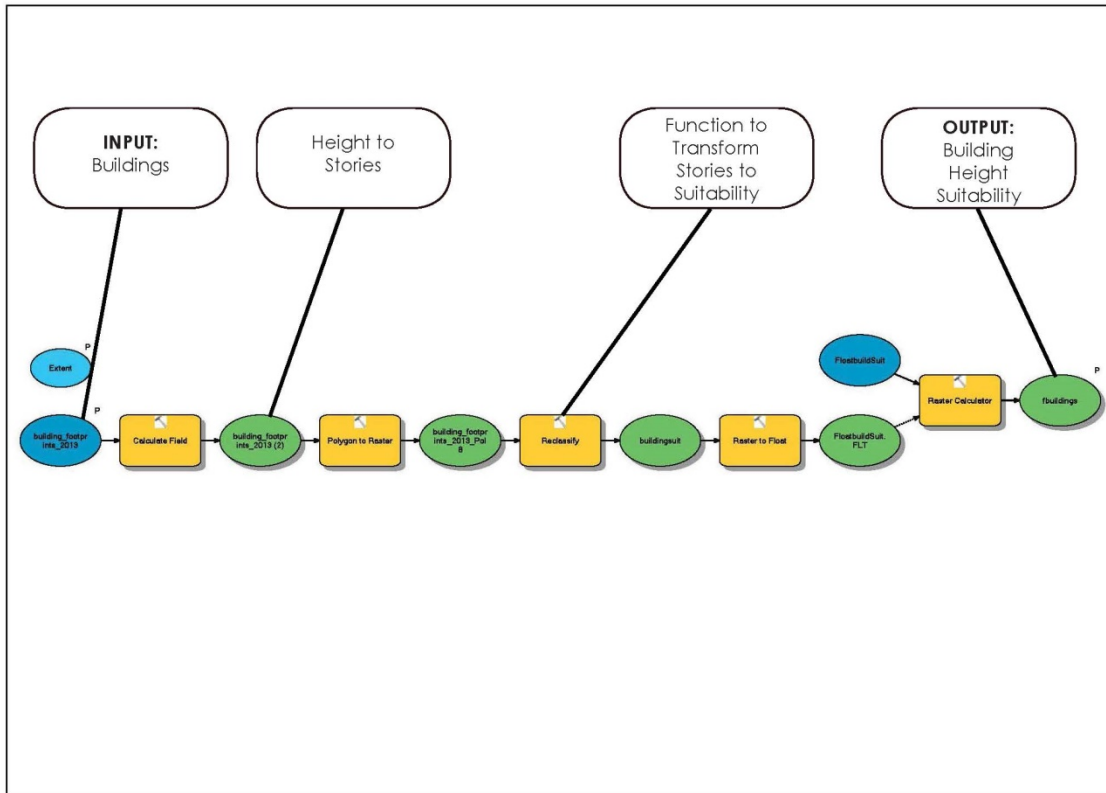 INPUT:
Buildings
Height to
Stories
Function to
Transform
Stories to
Suitability
OUTPUT:
Building
Height
Suitability
P
Extent
P
building_footpr
ints_2013
Calculate Field
building_footpr
ints_2013 (2)
Polygon to Raster
building_footpr
ints_2013_Pol
8
Reclassify
buildingsuit
Raster to Float
FloatbuildSuit
FloatbuildSuit.
FLT
Raster Calculator
P
fbuildings